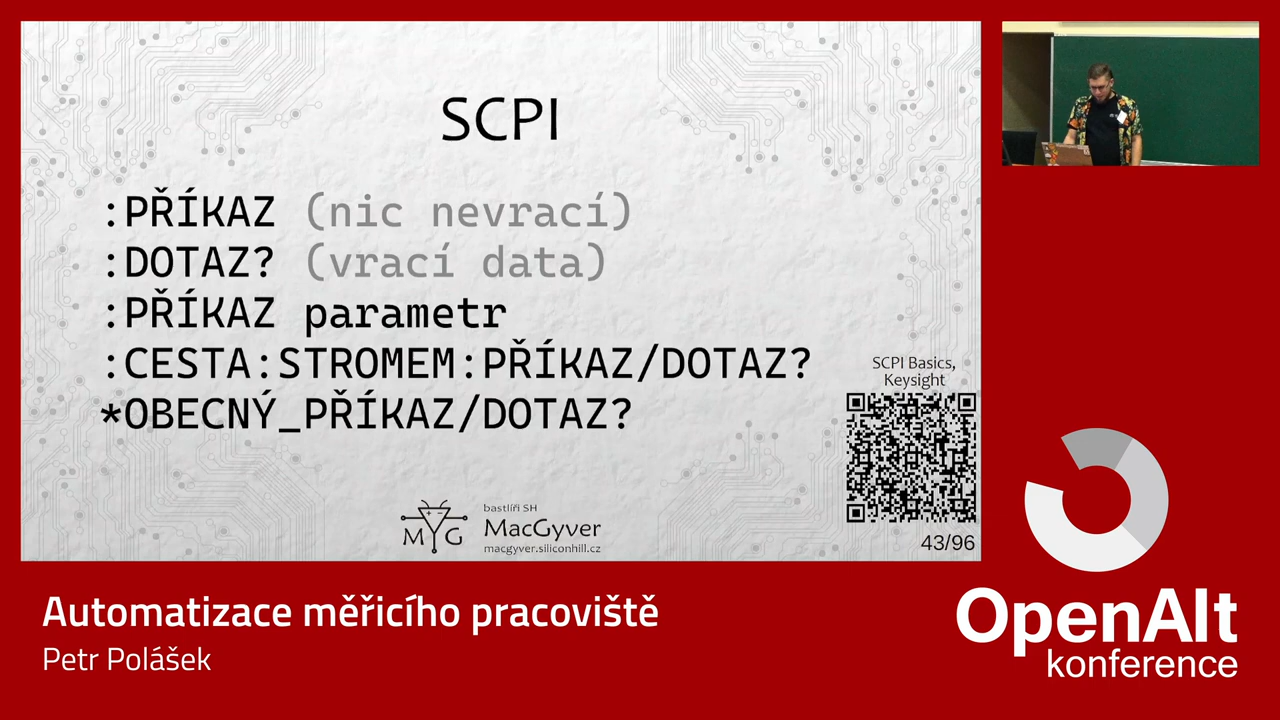 SCPI
:PŘÍKAZ (nic nevrací)
:DOTAZ? (vrací data)
:PŘÍKAZ parametr
:CESTA:STROMEM:PŘÍKAZ/DOTAZ?
*OBECNÝ_PŘÍKAZ/DOTAZ?
SCPI Basics,
Keysight
MYG
bastlíři SH
MacGyver
macgyver.siliconhill.cz
43/96
Automatizace měřicího pracoviště
Petr Polášek
OpenAlt
konference